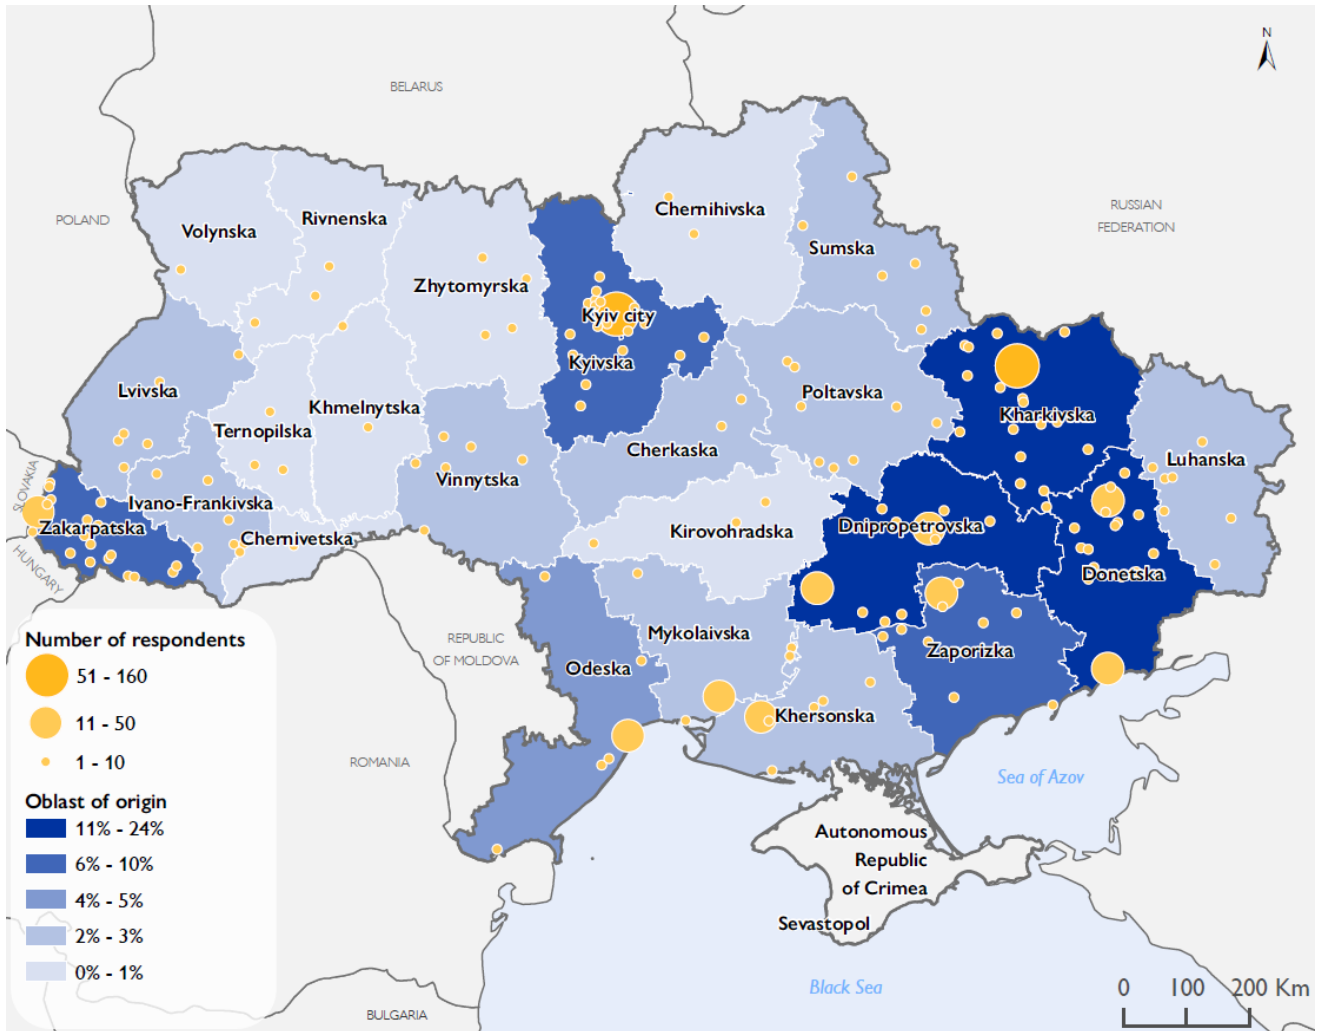 N
BELARUS
POLAND
RUSSIAN
FEDERATION
Chernihivska
Rivnenska
Volynska
Sumska
Zhytomyrska
Kyiv city
Kyivska
Lvivska
Poltavska
Khmelnytska
Kharkivska
Ternopilska
Cherkaska
Luhanska
Vinnytska
SLOVAKIA
Ivano-Frankivska
Zakarpatska
Dnipropetrovska
Kirovohradska
Chernivetska
HUNGARY
Donetska
Mykolaivska
REPUBLIC
OF MOLDOVA
Zaporizka
Odeska
Khersonska
ROMANIA
Sea of Azov
Autonomous
Republic
of Crimea
Sevastopol
Black Sea
BULGARIA
Number of respondents
51 - 160
11 - 50
1 - 10
Oblast of origin
11% - 24%
6% - 10%
4% - 5%
2% - 3%
0% - 1%
0 100 200 Km